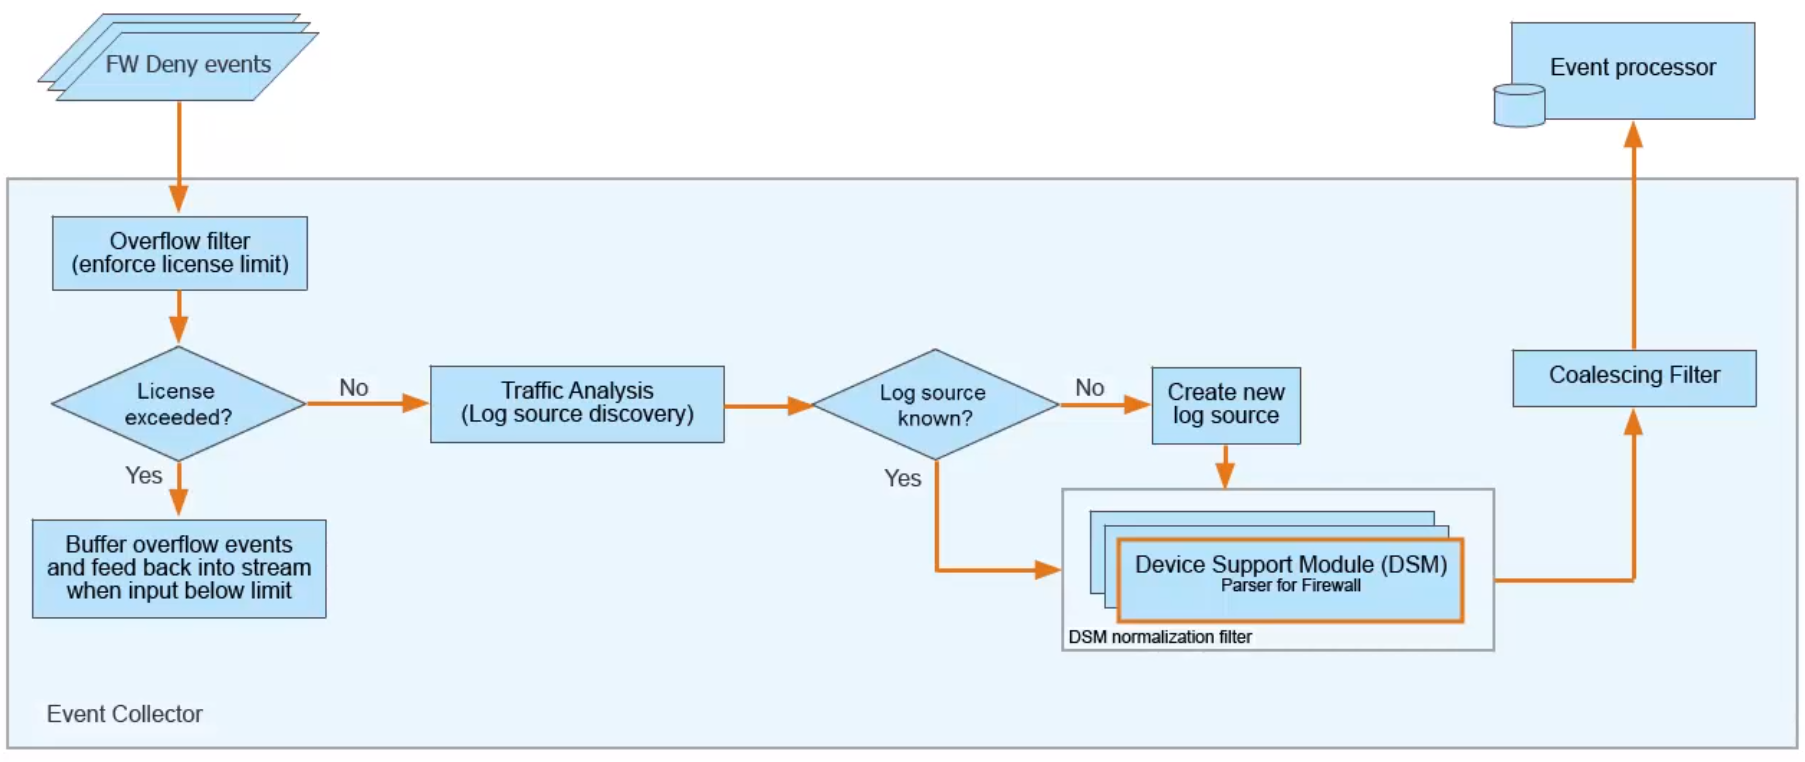 FW Deny events
Event processor
Overflow filter
(enforce license limit)
License
exceeded?
No
Yes
Traffic Analysis
(Log source discovery)
Log source
known?
No
Yes
Create new
log source
Coalescing Filter
Buffer overflow events
and feed back into stream
when input below limit
Device Support Module (DSM)
Parser for Firewall
DSM normalization filter
Event Collector